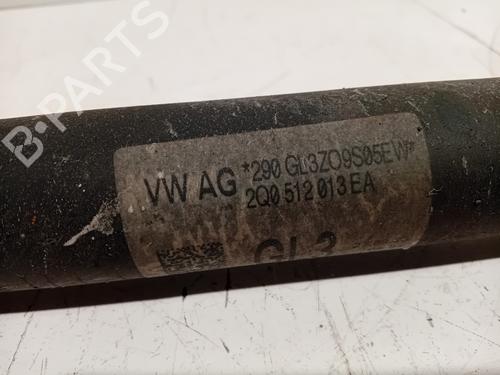 VW AG *290 GL3ZO9S05EW*
2Q0 512 013 EA
GL3
B-PARTS